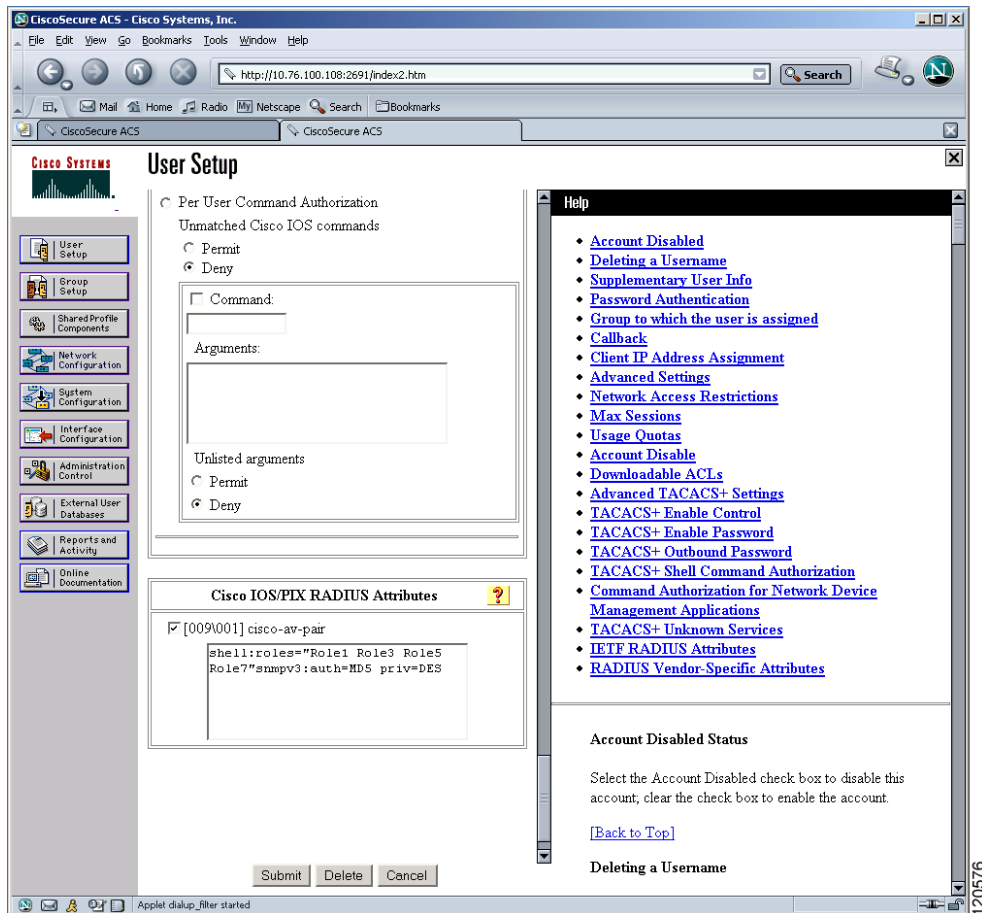 CiscoSecure ACS - Cisco Systems, Inc.
File Edit View Go Bookmarks Tools Window Help
http://10.76.100.108:2691/index2.htm
Search
N
Mail Home Radio My Netscape Search Bookmarks
CiscoSecure ACS
CiscoSecure ACS
CISCO SYSTEMS
User Setup
User Setup
Group Setup
Shared Profile Components
Network Configuration
System Configuration
Interface Configuration
Administration Control
External User Databases
Reports and Activity
Online Documentation
Per User Command Authorization
Unmatched Cisco IOS commands
Permit
Deny
Command:
Arguments:
Unlisted arguments
Permit
Deny
Cisco IOS/PIX RADIUS Attributes ?
[009\001] cisco-av-pair
shell:roles="Role1 Role3 Role5
Role7"snmpv3:auth=MD5 priv=DES
Submit Delete Cancel
Help
Account Disabled
Deleting a Username
Supplementary User Info
Password Authentication
Group to which the user is assigned
Callback
Client IP Address Assignment
Advanced Settings
Network Access Restrictions
Max Sessions
Usage Quotas
Account Disable
Downloadable ACLs
Advanced TACACS+ Settings
TACACS+ Enable Control
TACACS+ Enable Password
TACACS+ Outbound Password
TACACS+ Shell Command Authorization
Command Authorization for Network Device
Management Applications
TACACS+ Unknown Services
IETF RADIUS Attributes
RADIUS Vendor-Specific Attributes
Account Disabled Status
Select the Account Disabled check box to disable this
account; clear the check box to enable the account.
[Back to Top]
Deleting a Username
Applet dialup_filter started
120576